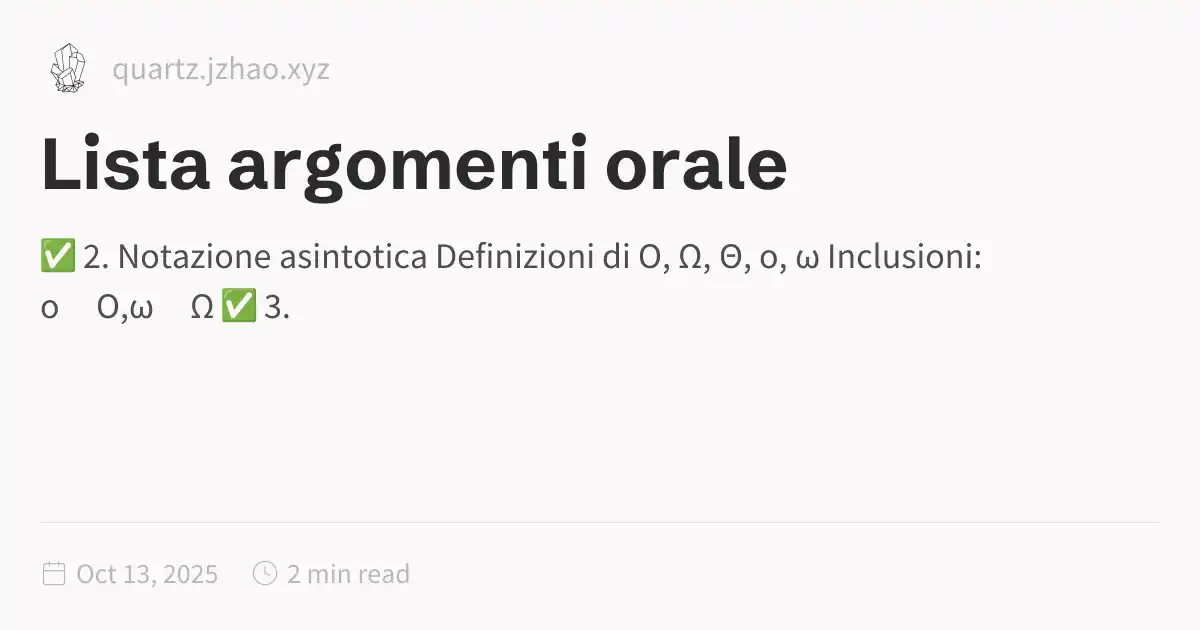 quartz.jzhao.xyz
Lista argomenti orale
✅ 2. Notazione asintotica Definizioni di O, Ω, Θ, o, ω Inclusioni:
o O,ω Ω ✅ 3.
Oct 13, 2025 2 min read